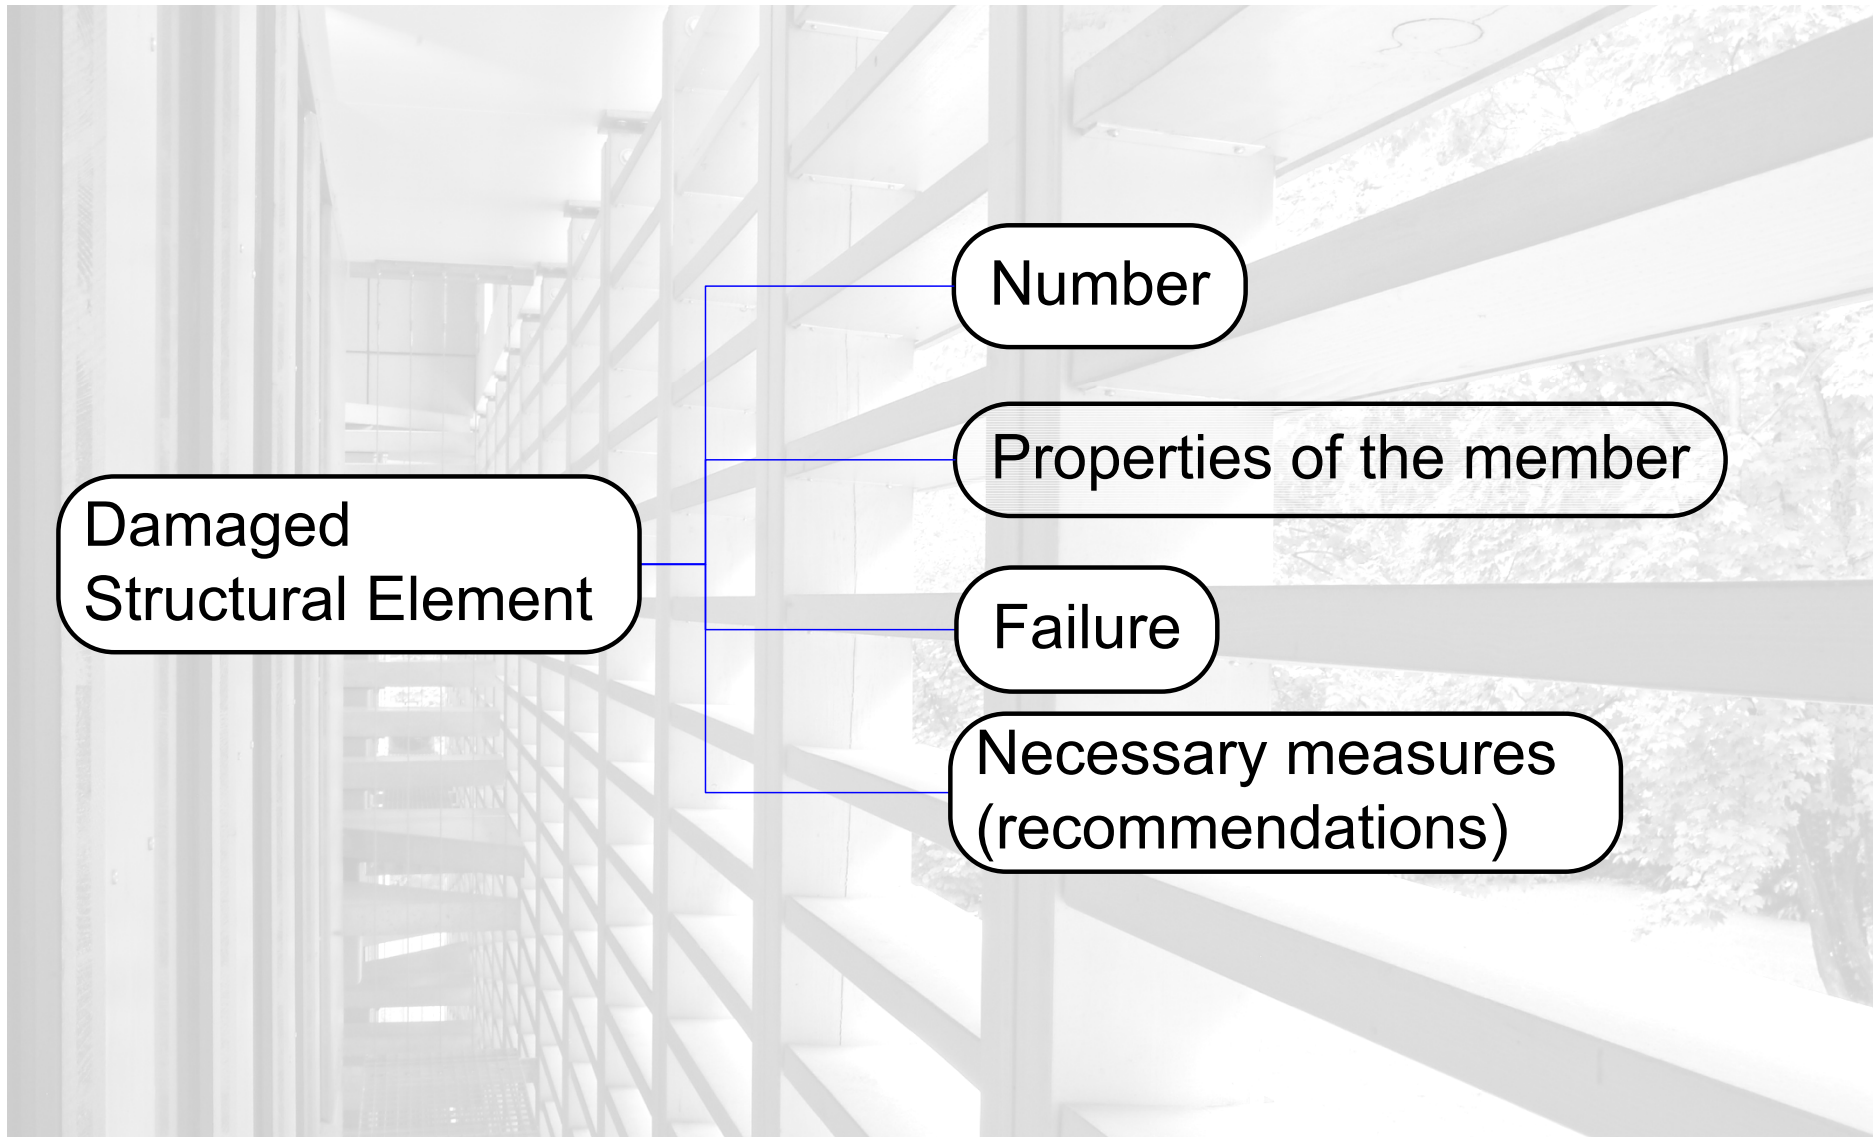 Damaged
Structural Element
Number
Properties of the member
Failure
Necessary measures
(recommendations)